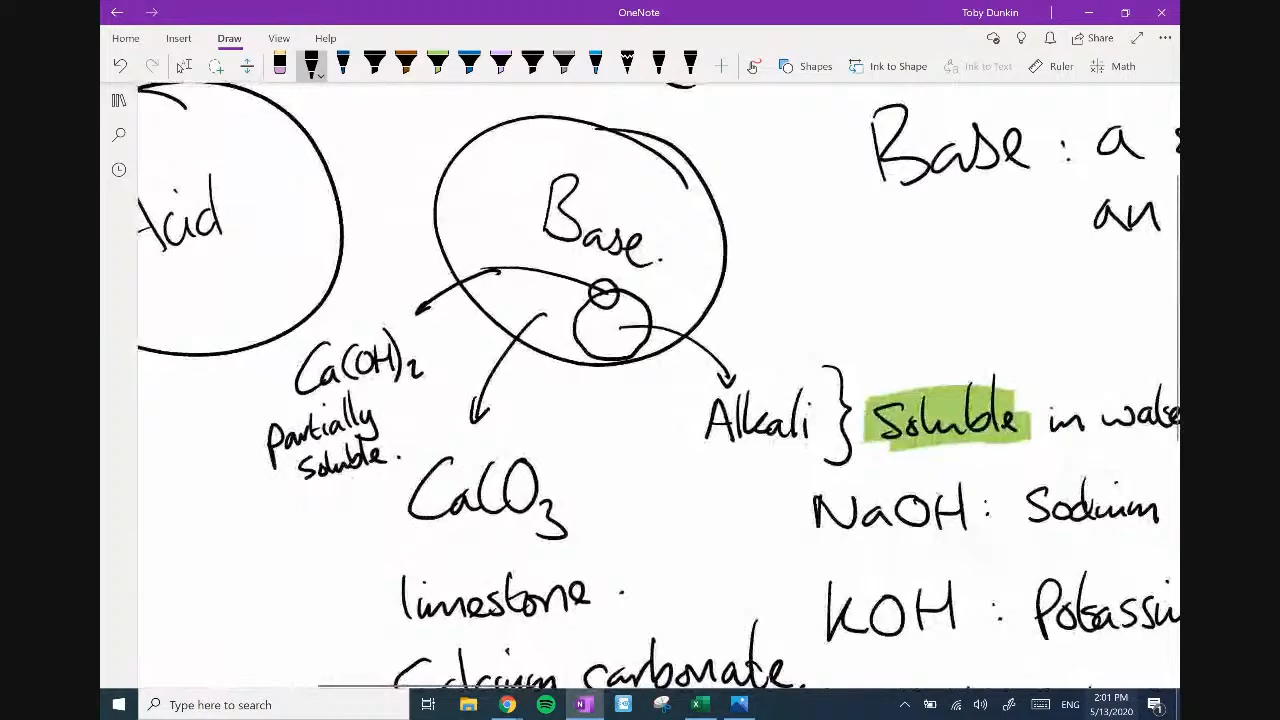 OneNote
Toby Dunkin
Home Insert Draw View Help
Share
Shapes Ink to Shape Ink to Text Ruler Math
Acid
Base.
Base : a
an
Ca(OH)₂
partially
soluble.
Alkali } Soluble in wate
CaCO₃
NaOH : Sodium
limestone .
KOH : Potassiu
Calcium carbonate.
Type here to search
ENG
2:01 PM
5/13/2020
1